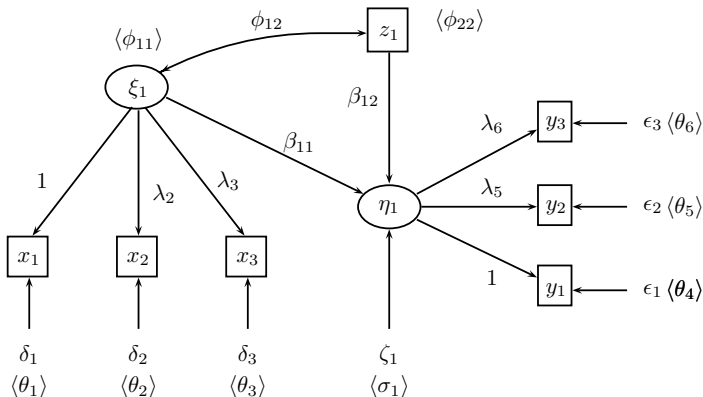 ϕ₁₂
z₁
⟨ϕ₂₂⟩
⟨ϕ₁₁⟩
ξ₁
β₁₂
β₁₁
λ₆
y₃
ϵ₃ ⟨θ₆⟩
1
λ₂
λ₃
η₁
λ₅
y₂
ϵ₂ ⟨θ₅⟩
x₁
x₂
x₃
1
y₁
ϵ₁ ⟨θ₄⟩
δ₁
δ₂
δ₃
ζ₁
⟨θ₁⟩
⟨θ₂⟩
⟨θ₃⟩
⟨σ₁⟩